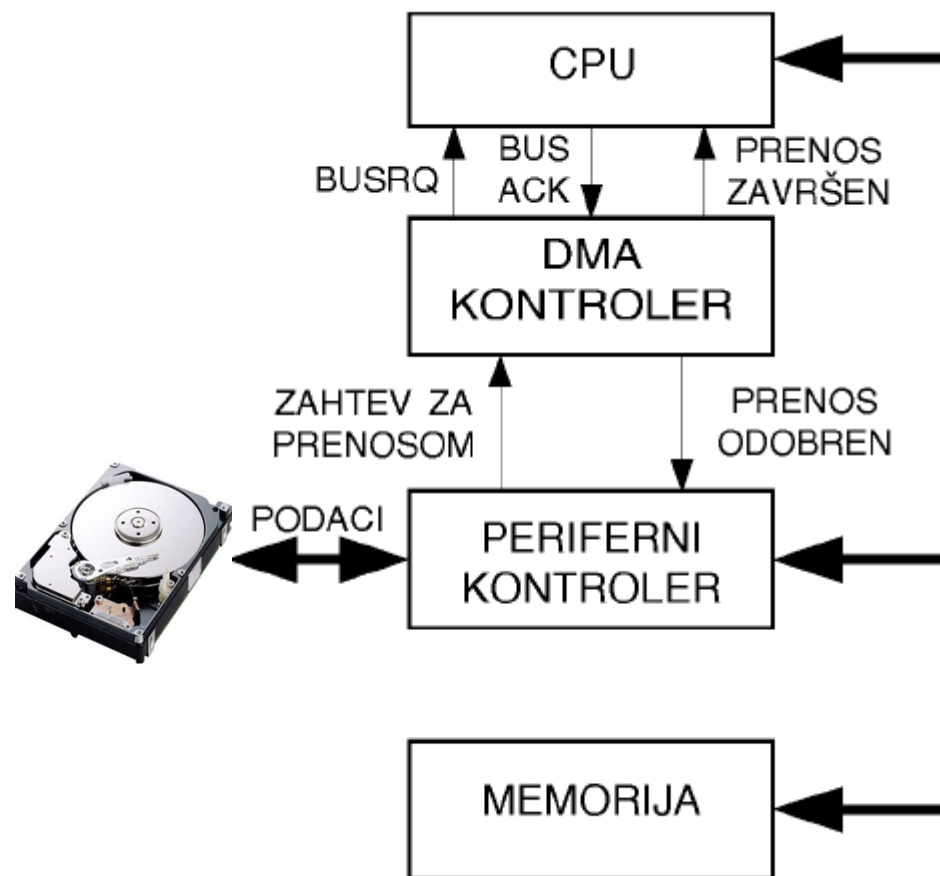 CPU
BUSRQ
BUS
ACK
PRENOS
ZAVRŠEN
DMA
KONTROLER
ZAHTEV ZA
PRENOSOM
PRENOS
ODOBREN
PODACI
PERIFERNI
KONTROLER
MEMORIJA